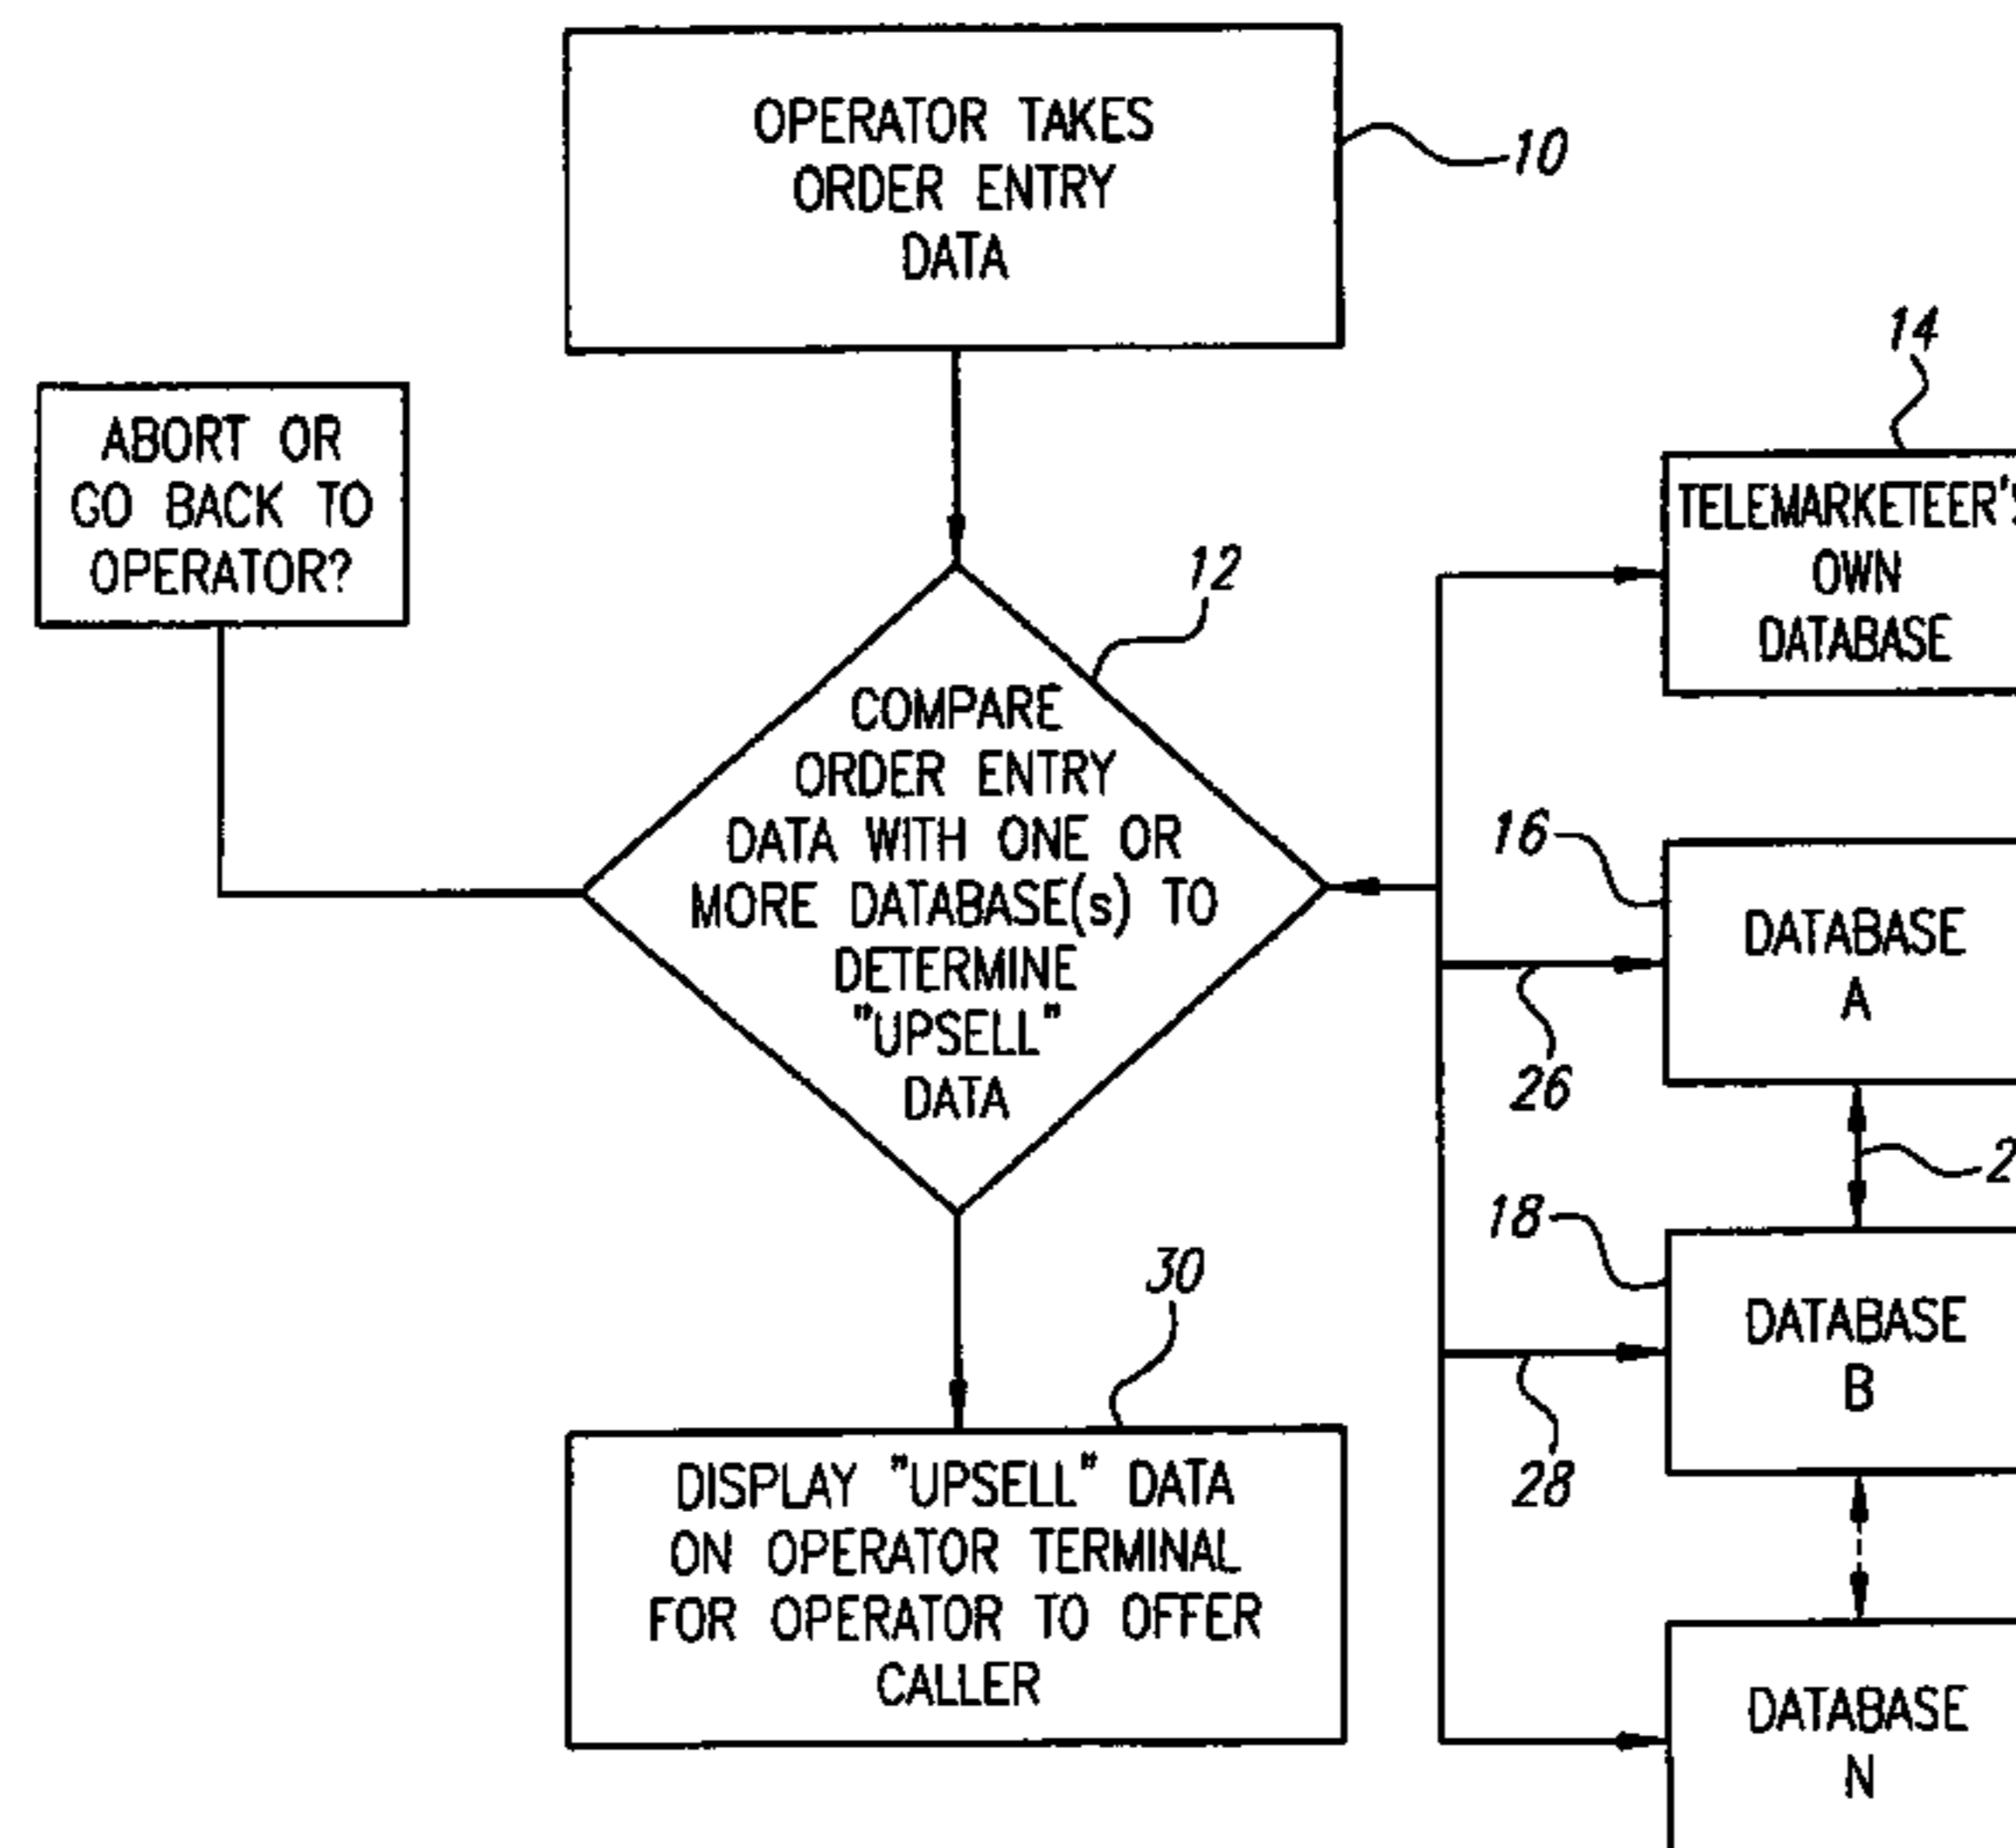 OPERATOR TAKES
ORDER ENTRY
DATA
10
ABORT OR
GO BACK TO
OPERATOR?
12
COMPARE
ORDER ENTRY
DATA WITH ONE OR
MORE DATABASE(s) TO
DETERMINE
"UPSELL"
DATA
14
TELEMARKETEER'S
OWN
DATABASE
16
DATABASE
A
26
18
DATABASE
B
28
30
DISPLAY "UPSELL" DATA
ON OPERATOR TERMINAL
FOR OPERATOR TO OFFER
CALLER
DATABASE
N